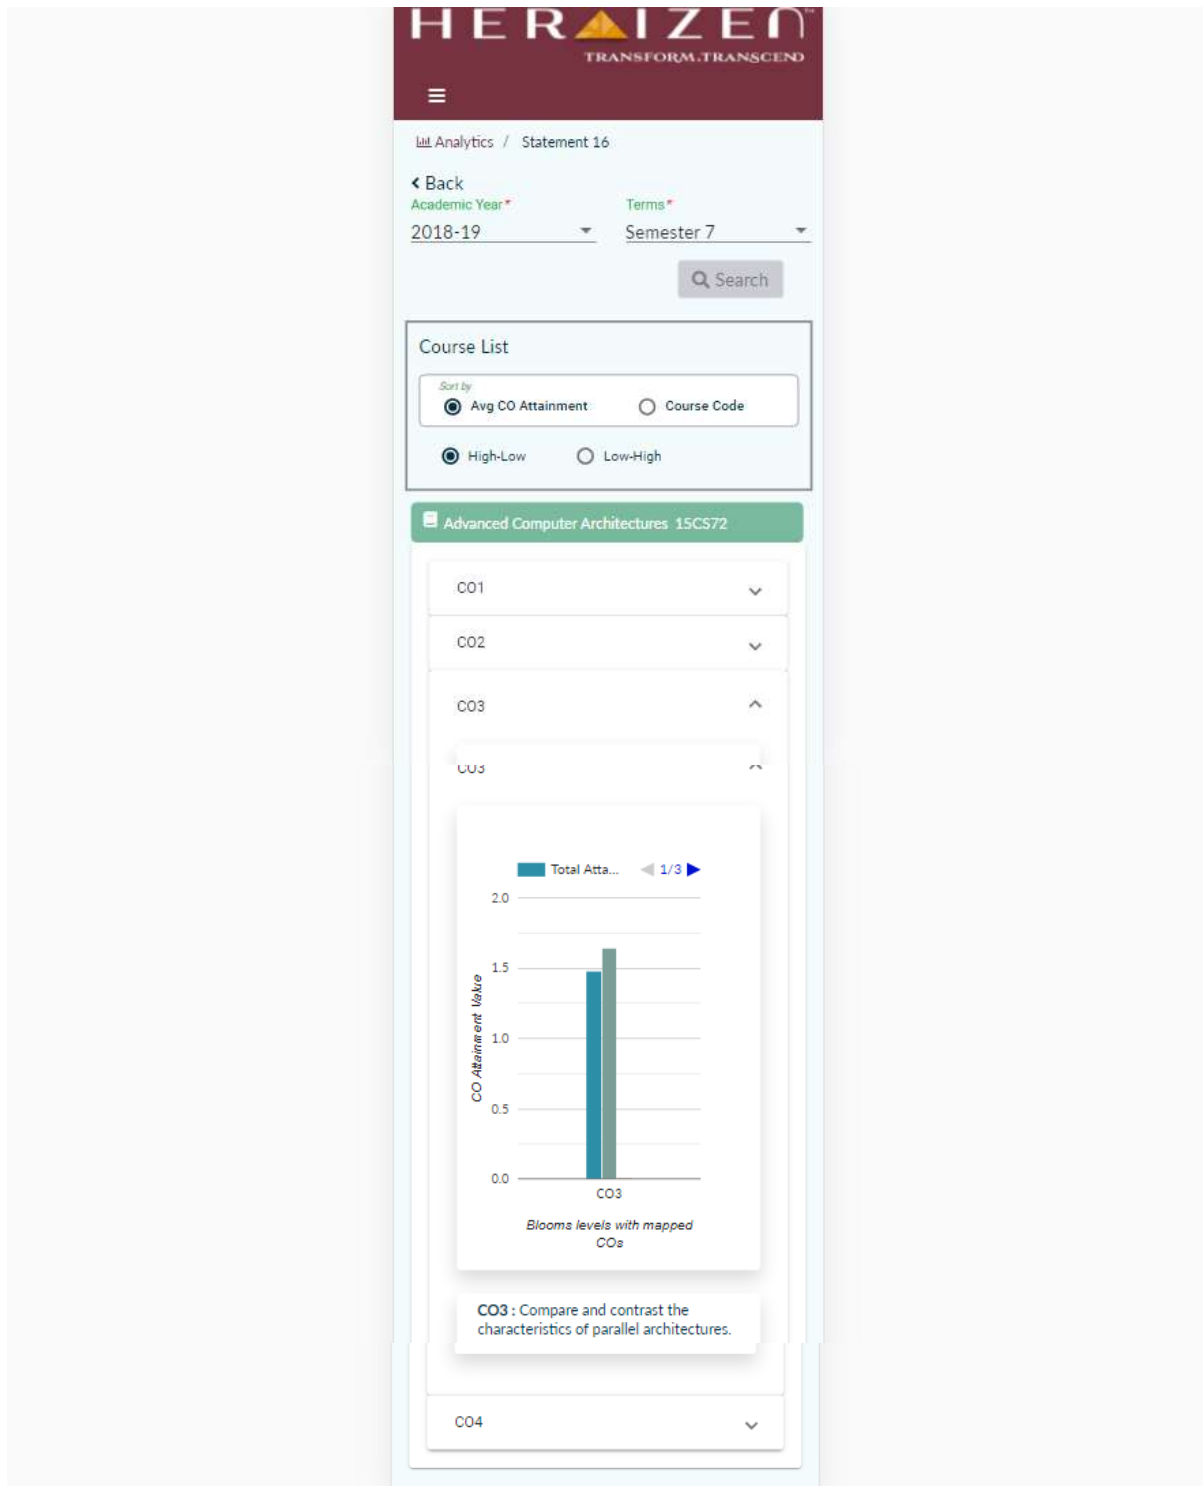 HERAIZEN™
TRANSFORM.TRANSCEND
Analytics / Statement 16
Back
Academic Year* Terms*
2018-19 Semester 7
Search
Course List
Sort by
Avg CO Attainment Course Code
High-Low Low-High
Advanced Computer Architectures 15CS72
CO1
CO2
CO3
CO3
Total Atta... 1/3
2.0
1.5
1.0
0.5
0.0
CO Attainment Value
CO3
Blooms levels with mapped
COs
CO3 : Compare and contrast the
characteristics of parallel architectures.
CO4